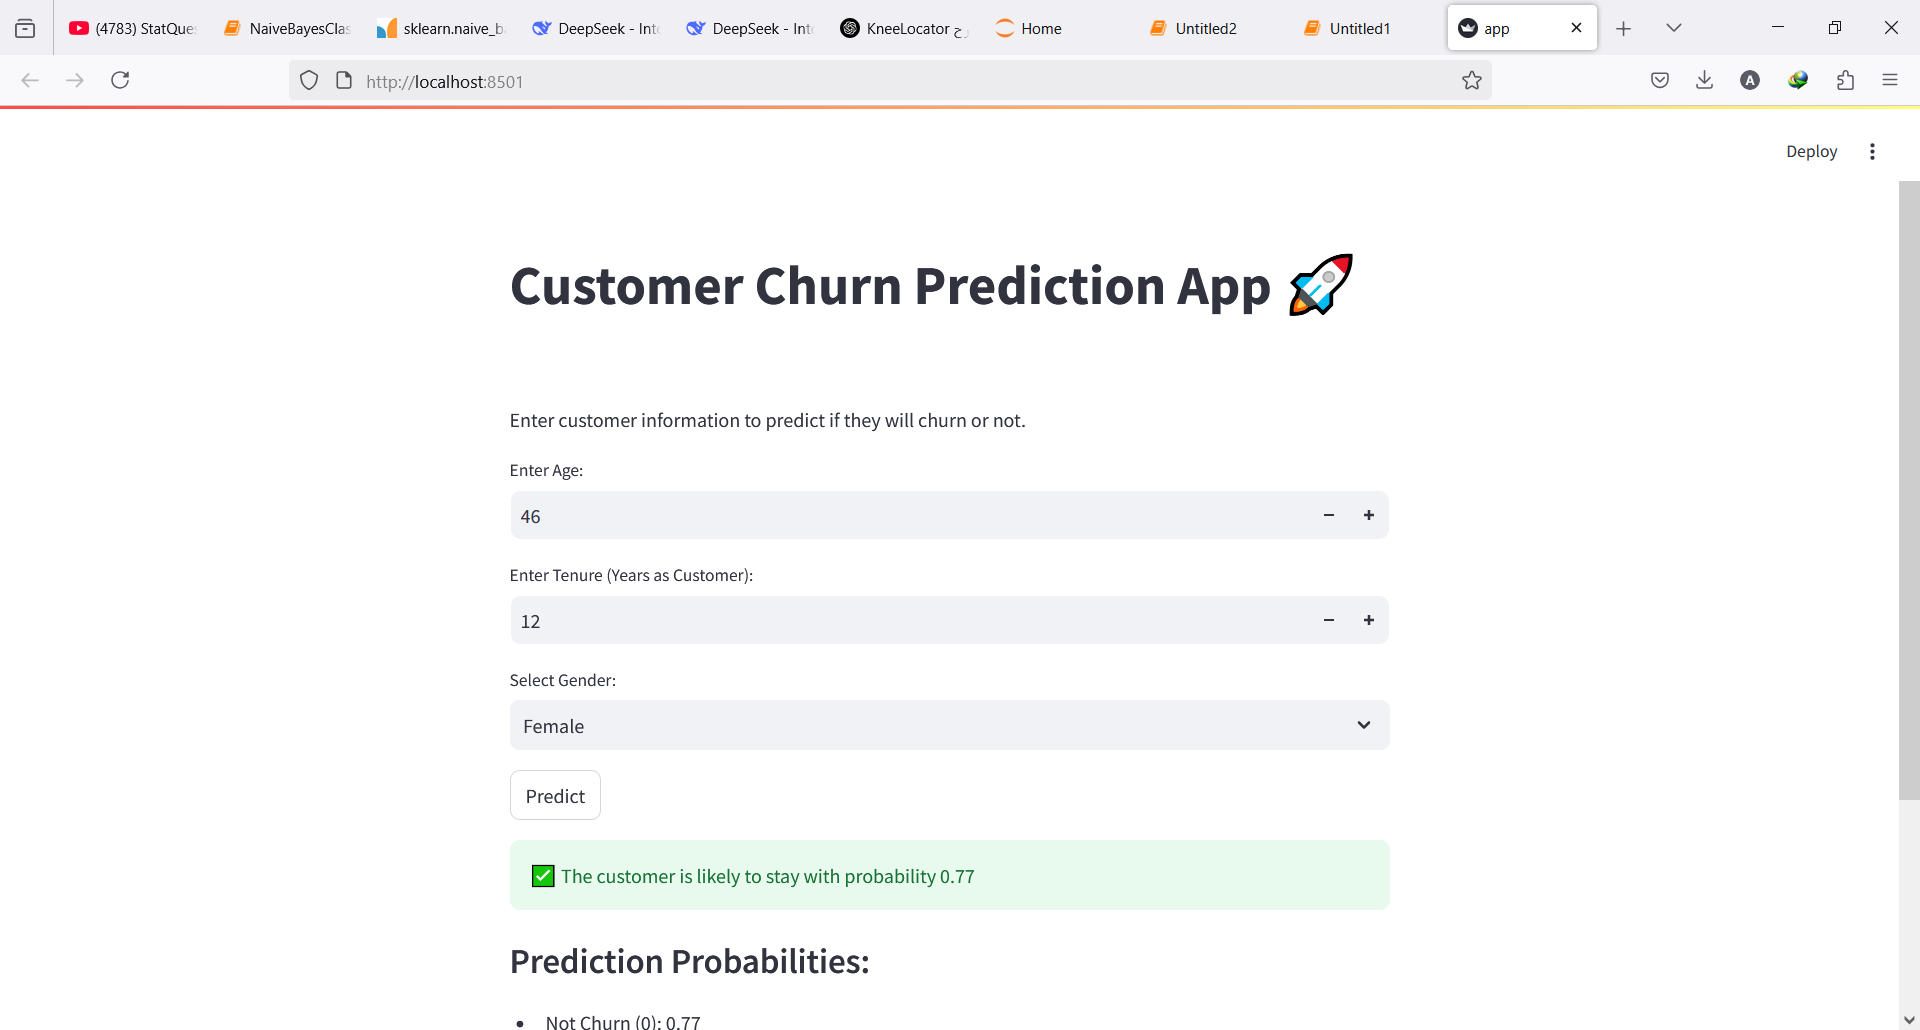 (4783) StatQues
NaiveBayesClas
sklearn.naive_b
DeepSeek - Int
DeepSeek - Int
KneeLocator رح
Home
Untitled2
Untitled1
app
http://localhost:8501
A
Deploy
Customer Churn Prediction App 🚀
Enter customer information to predict if they will churn or not.
Enter Age:
46
Enter Tenure (Years as Customer):
12
Select Gender:
Female
Predict
✅ The customer is likely to stay with probability 0.77
Prediction Probabilities:
• Not Churn (0): 0.77